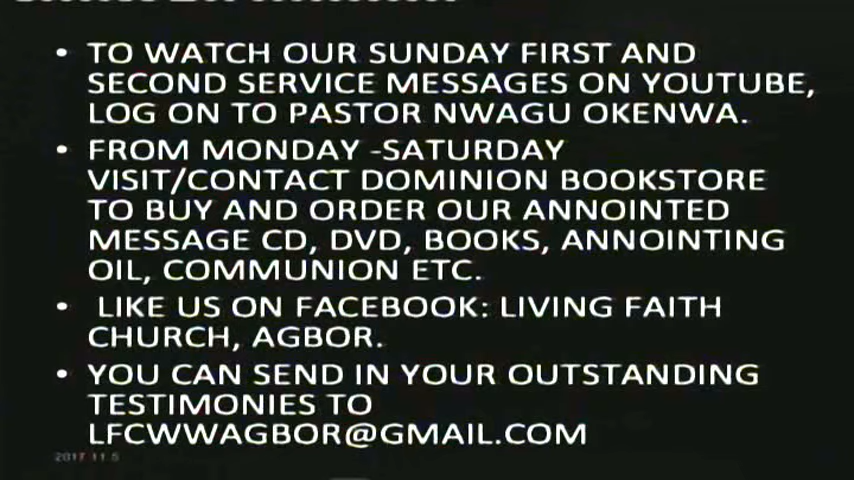 • TO WATCH OUR SUNDAY FIRST AND
SECOND SERVICE MESSAGES ON YOUTUBE,
LOG ON TO PASTOR NWAGU OKENWA.
• FROM MONDAY -SATURDAY
VISIT/CONTACT DOMINION BOOKSTORE
TO BUY AND ORDER OUR ANNOINTED
MESSAGE CD, DVD, BOOKS, ANNOINTING
OIL, COMMUNION ETC.
• LIKE US ON FACEBOOK: LIVING FAITH
CHURCH, AGBOR.
• YOU CAN SEND IN YOUR OUTSTANDING
TESTIMONIES TO
LFCWWAGBOR@GMAIL.COM
2017 11 5